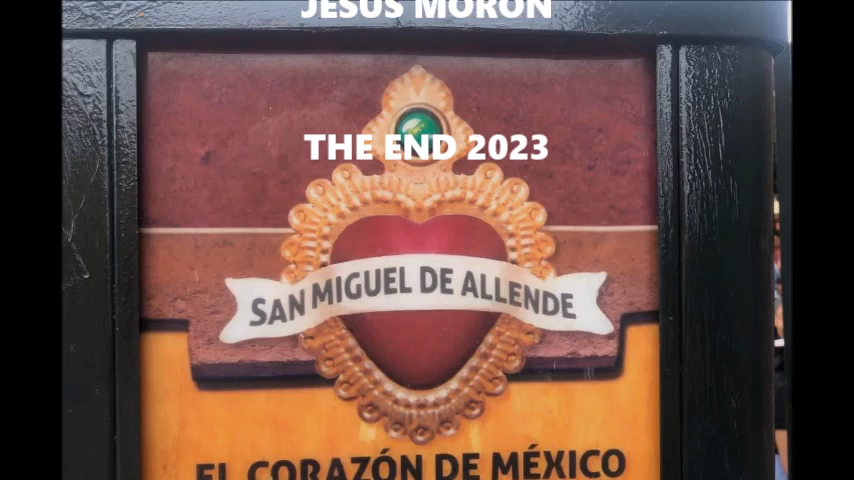 JESUS MORON
THE END 2023
SAN MIGUEL DE ALLENDE
EL CORAZÓN DE MÉXICO